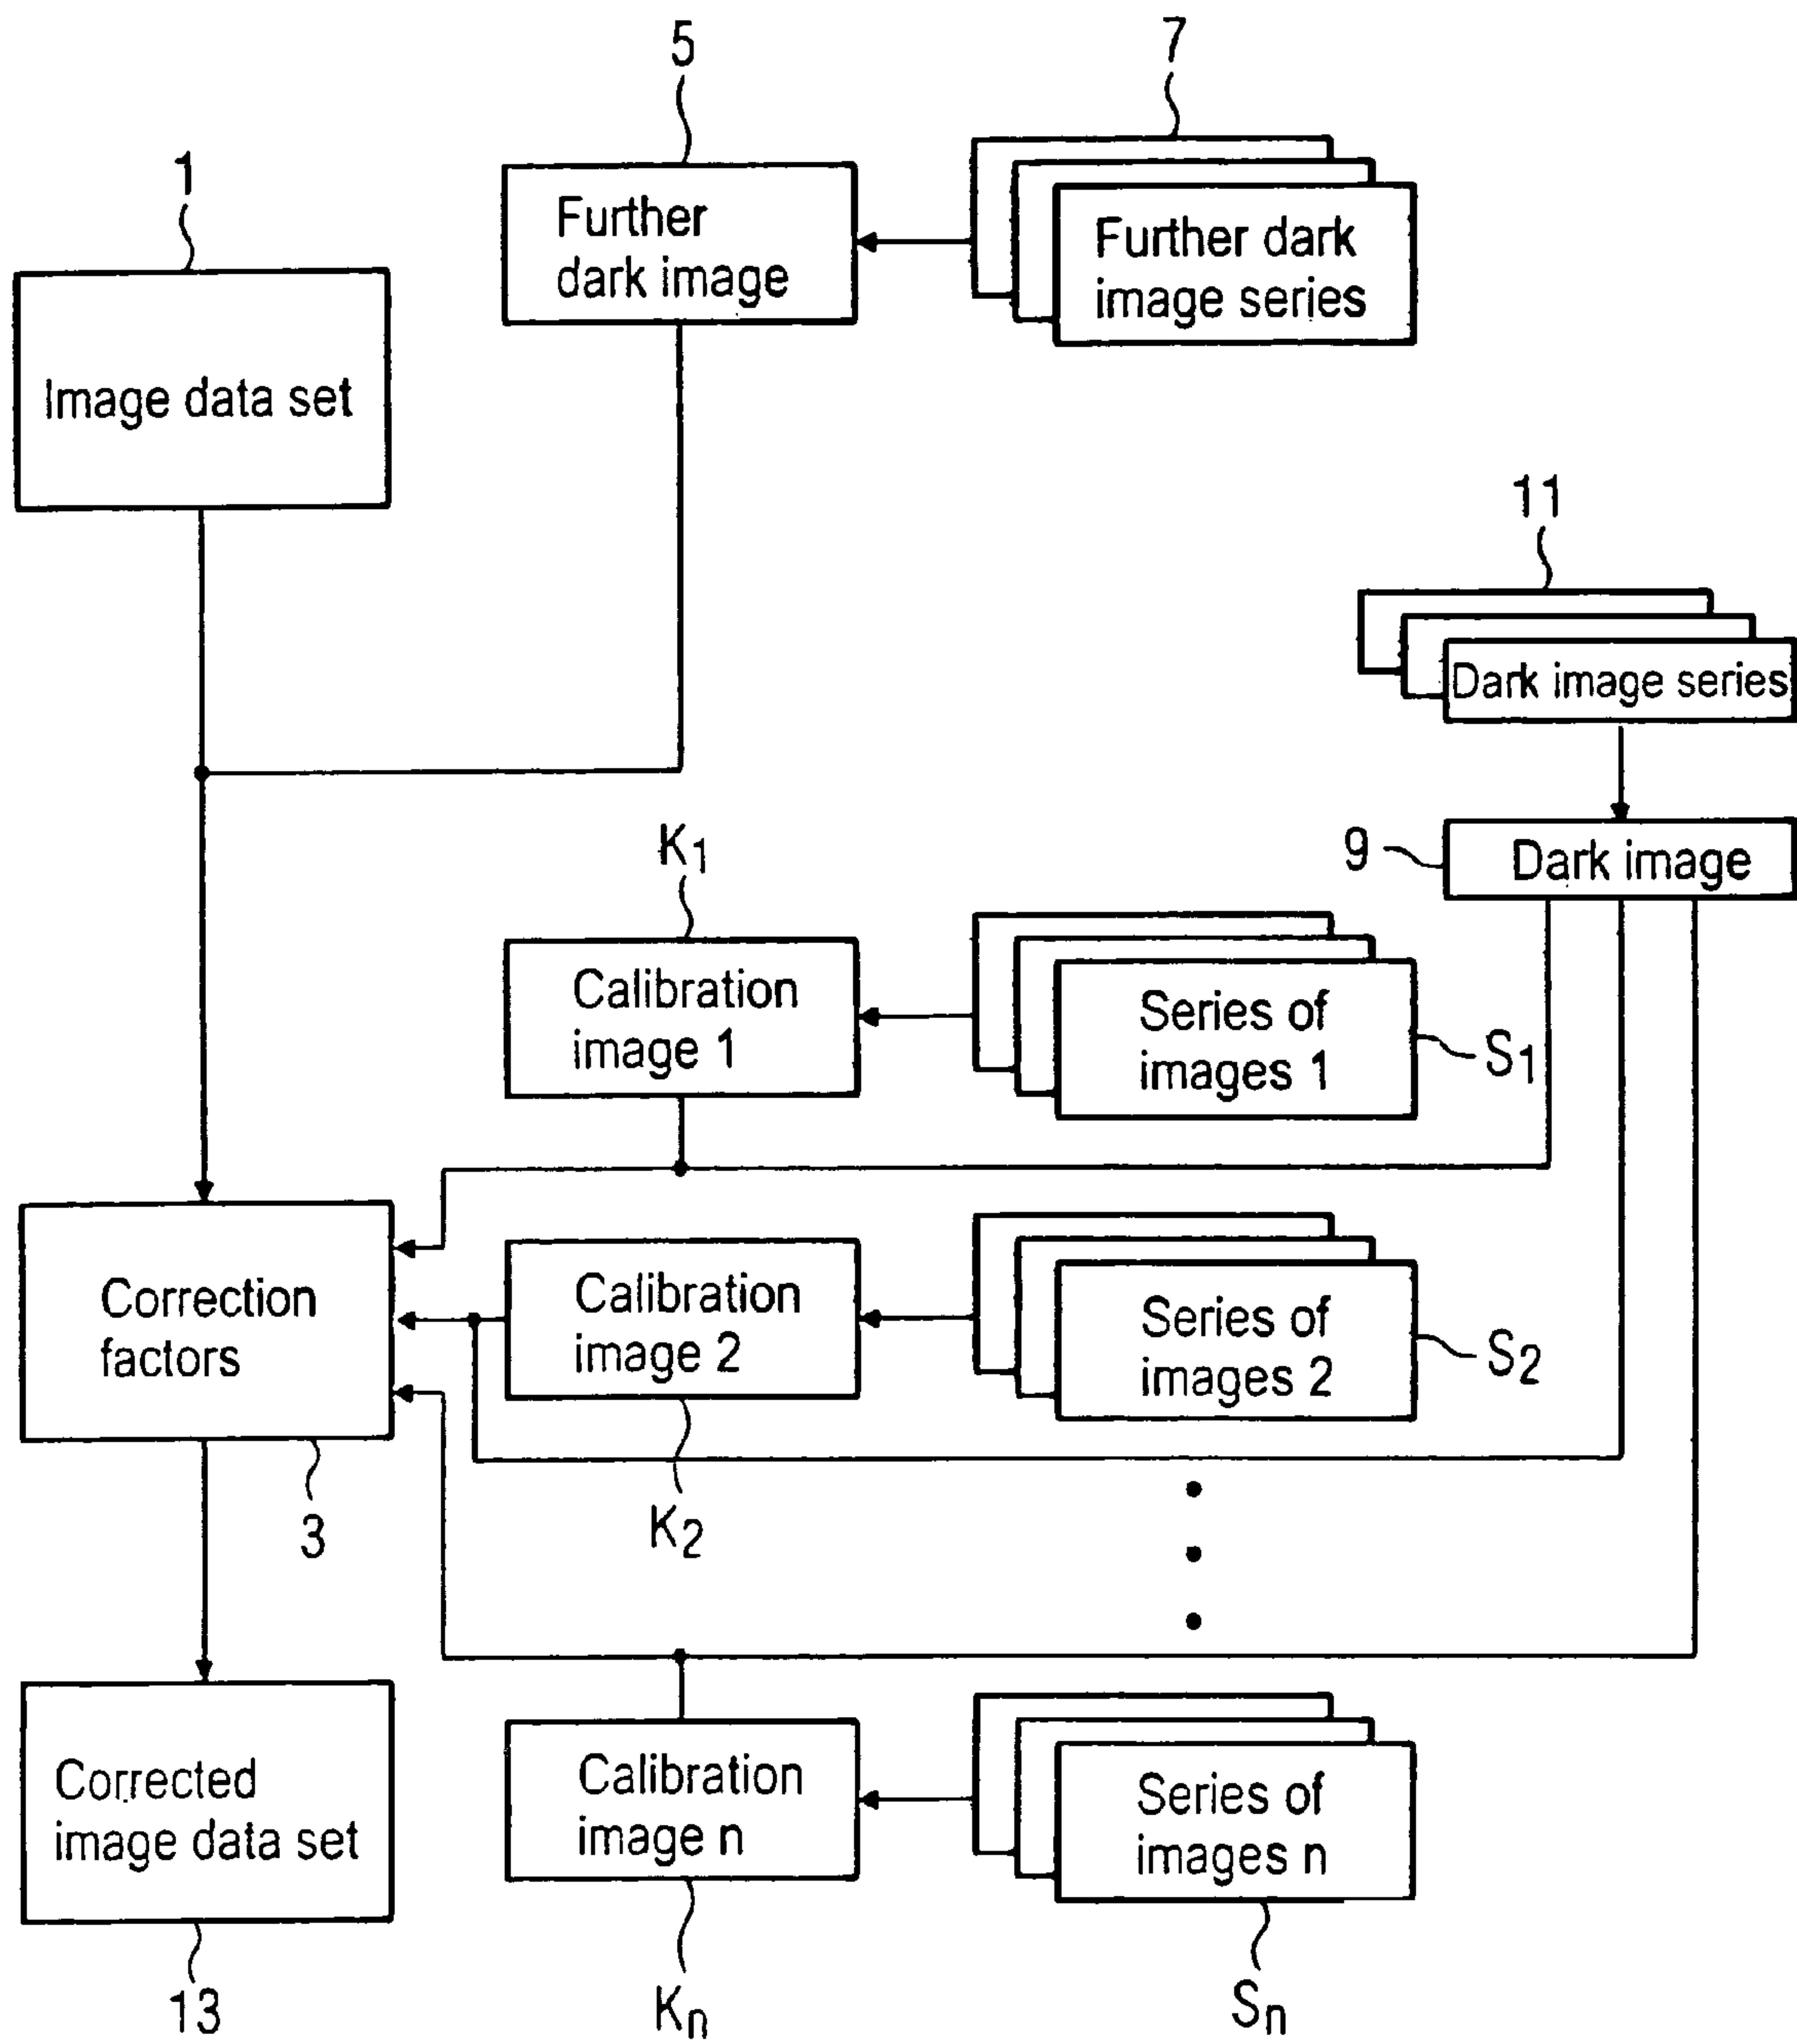 5
7
1
Further
dark image
Further dark
image series
Image data set
11
Dark image series
K1
9
Dark image
Calibration
image 1
Series of
images 1
S1
Correction
factors
Calibration
image 2
Series of
images 2
S2
3
K2
Corrected
image data set
Calibration
image n
Series of
images n
13
Kn
Sn